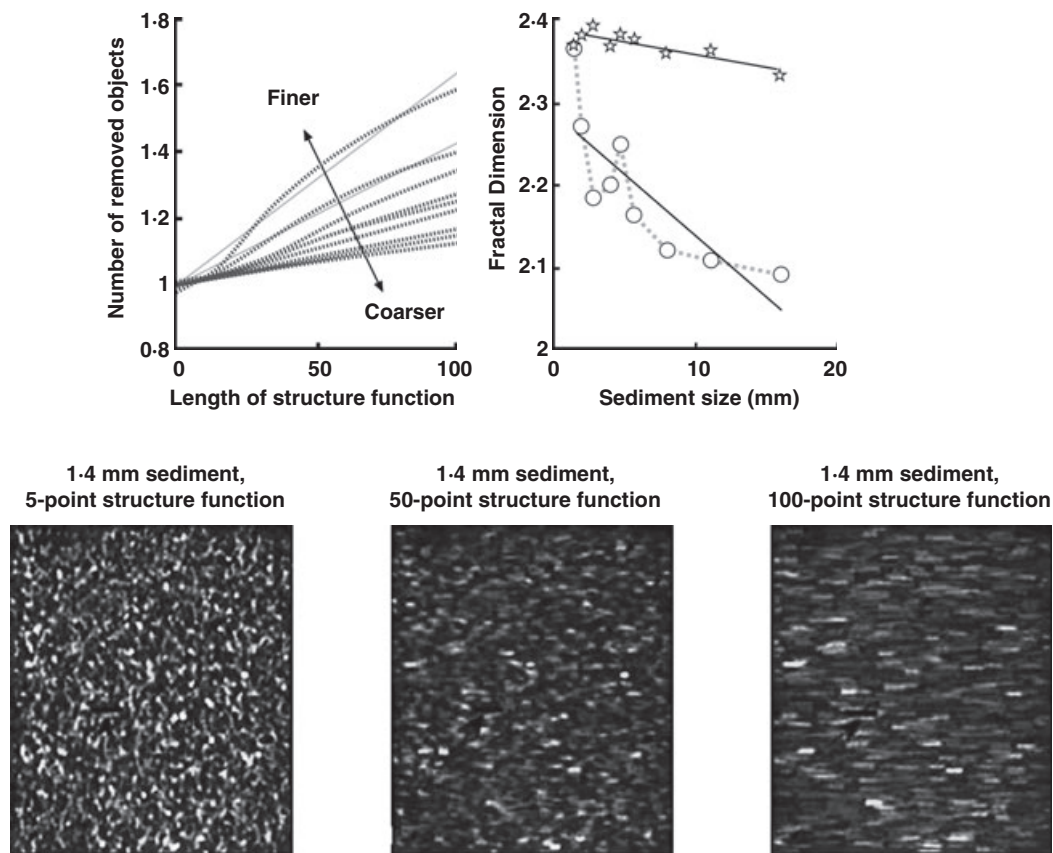 1·8
1·6
1·4
1·2
1
0·8
Number of removed objects
Finer
Coarser
0
50
100
Length of structure function
2·4
2·3
2·2
2·1
2
Fractal Dimension
0
10
20
Sediment size (mm)
1·4 mm sediment,
5-point structure function
1·4 mm sediment,
50-point structure function
1·4 mm sediment,
100-point structure function